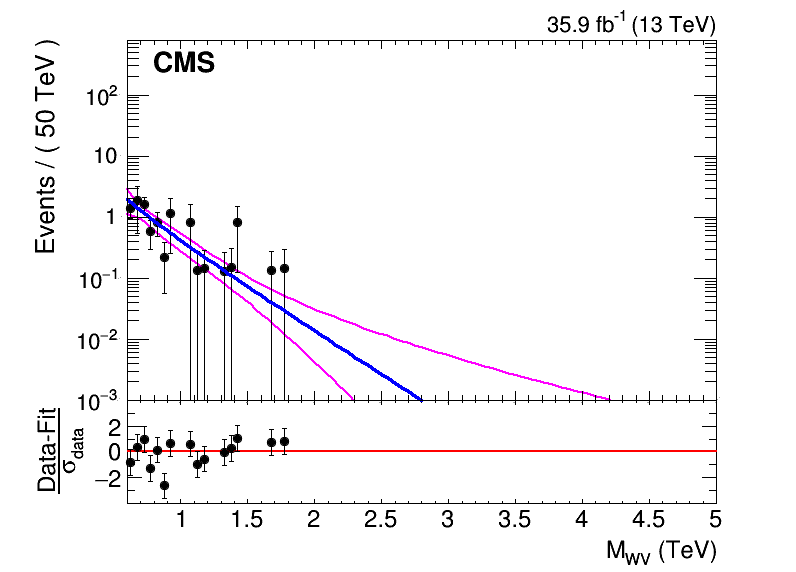 35.9 fb⁻¹ (13 TeV)
CMS
Events / ( 50 TeV )
10²
10
1
10⁻¹
10⁻²
10⁻³
Data-Fit
σdata
2
0
−2
1 1.5 2 2.5 3 3.5 4 4.5 5
M_WV (TeV)